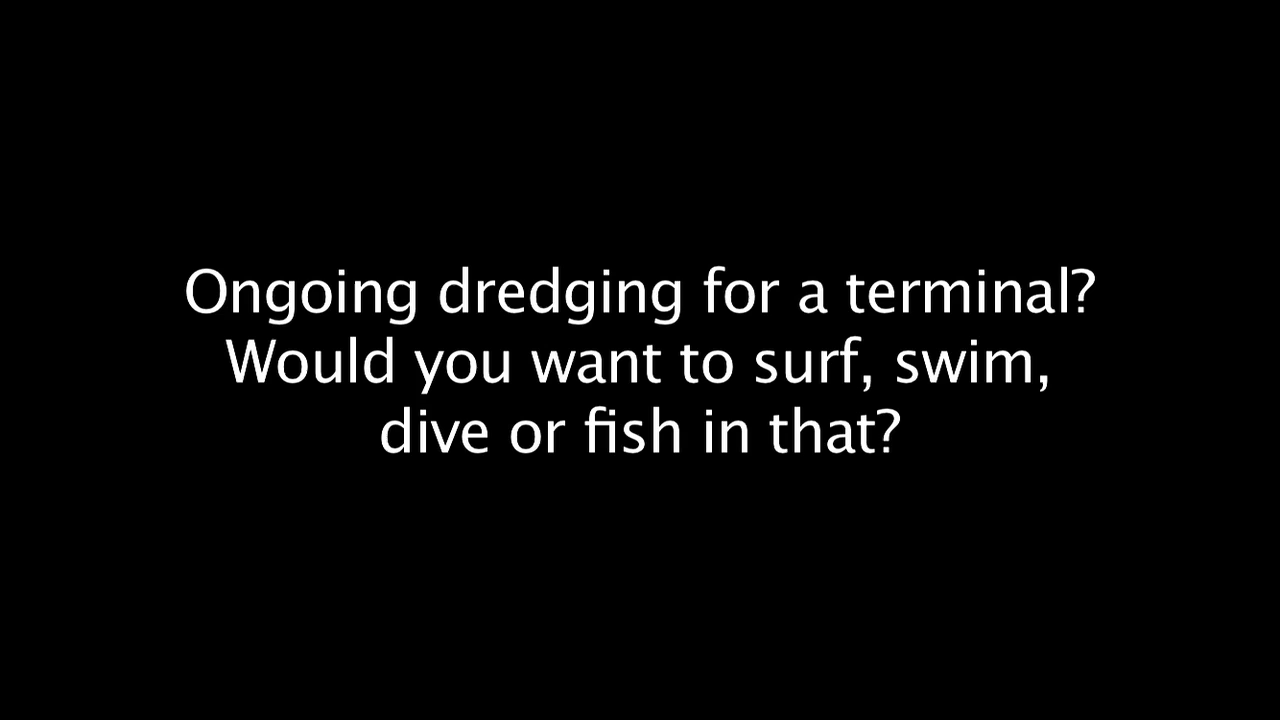 Ongoing dredging for a terminal?
Would you want to surf, swim,
dive or fish in that?